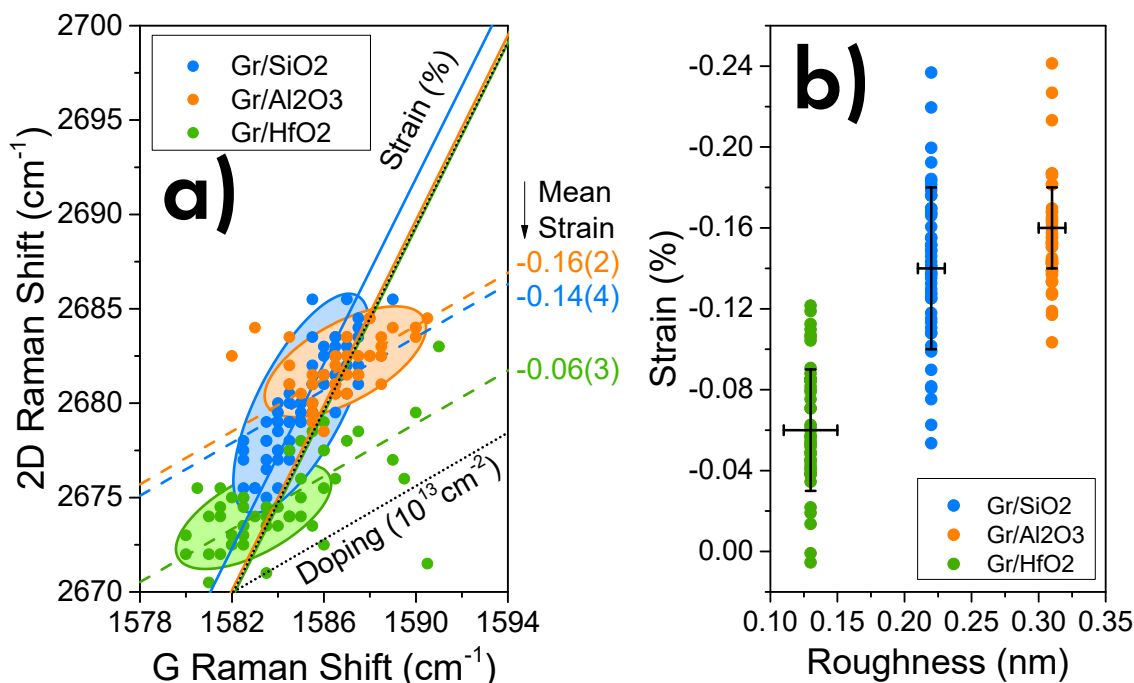 a)
2D Raman Shift (cm⁻¹)
2700
2695
2690
2685
2680
2675
2670
Gr/SiO2
Gr/Al2O3
Gr/HfO2
Strain (%)
Doping (10¹³cm⁻²)
Mean
Strain
-0.16(2)
-0.14(4)
-0.06(3)
1578
1582
1586
1590
1594
G Raman Shift (cm⁻¹)
b)
Strain (%)
-0.24
-0.20
-0.16
-0.12
-0.08
-0.04
0.00
Gr/SiO2
Gr/Al2O3
Gr/HfO2
0.10
0.15
0.20
0.25
0.30
0.35
Roughness (nm)